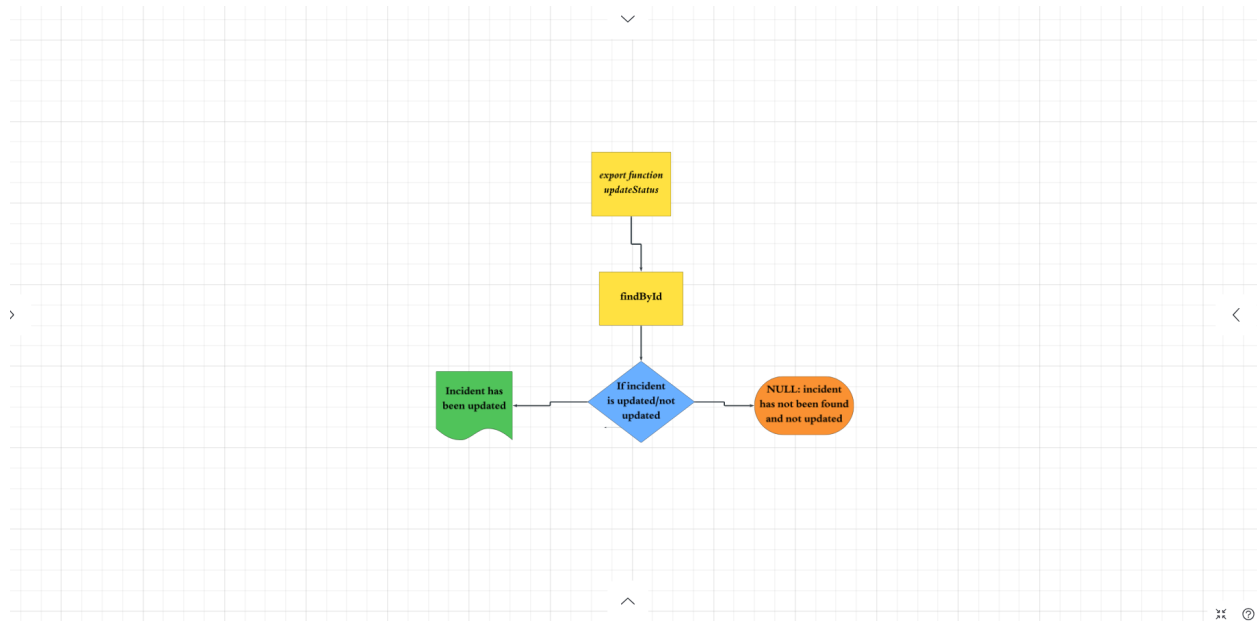 export function
updateStatus
findById
If incident
is updated/not
updated
Incident has
been updated
NULL: incident
has not been found
and not updated